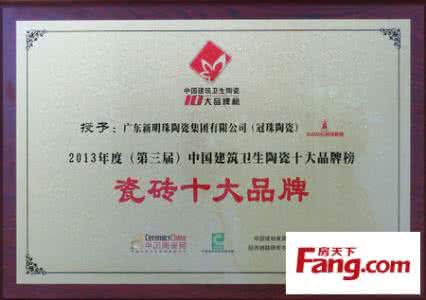 中国建筑卫生陶瓷
10大品牌榜
授予:广东新明珠陶瓷集团有限公司(冠珠陶瓷)
2013年度(第三届)中国建筑卫生陶瓷十大品牌榜
瓷砖十大品牌
CeramicsChina
中国陶瓷网
房天下
Fang.com